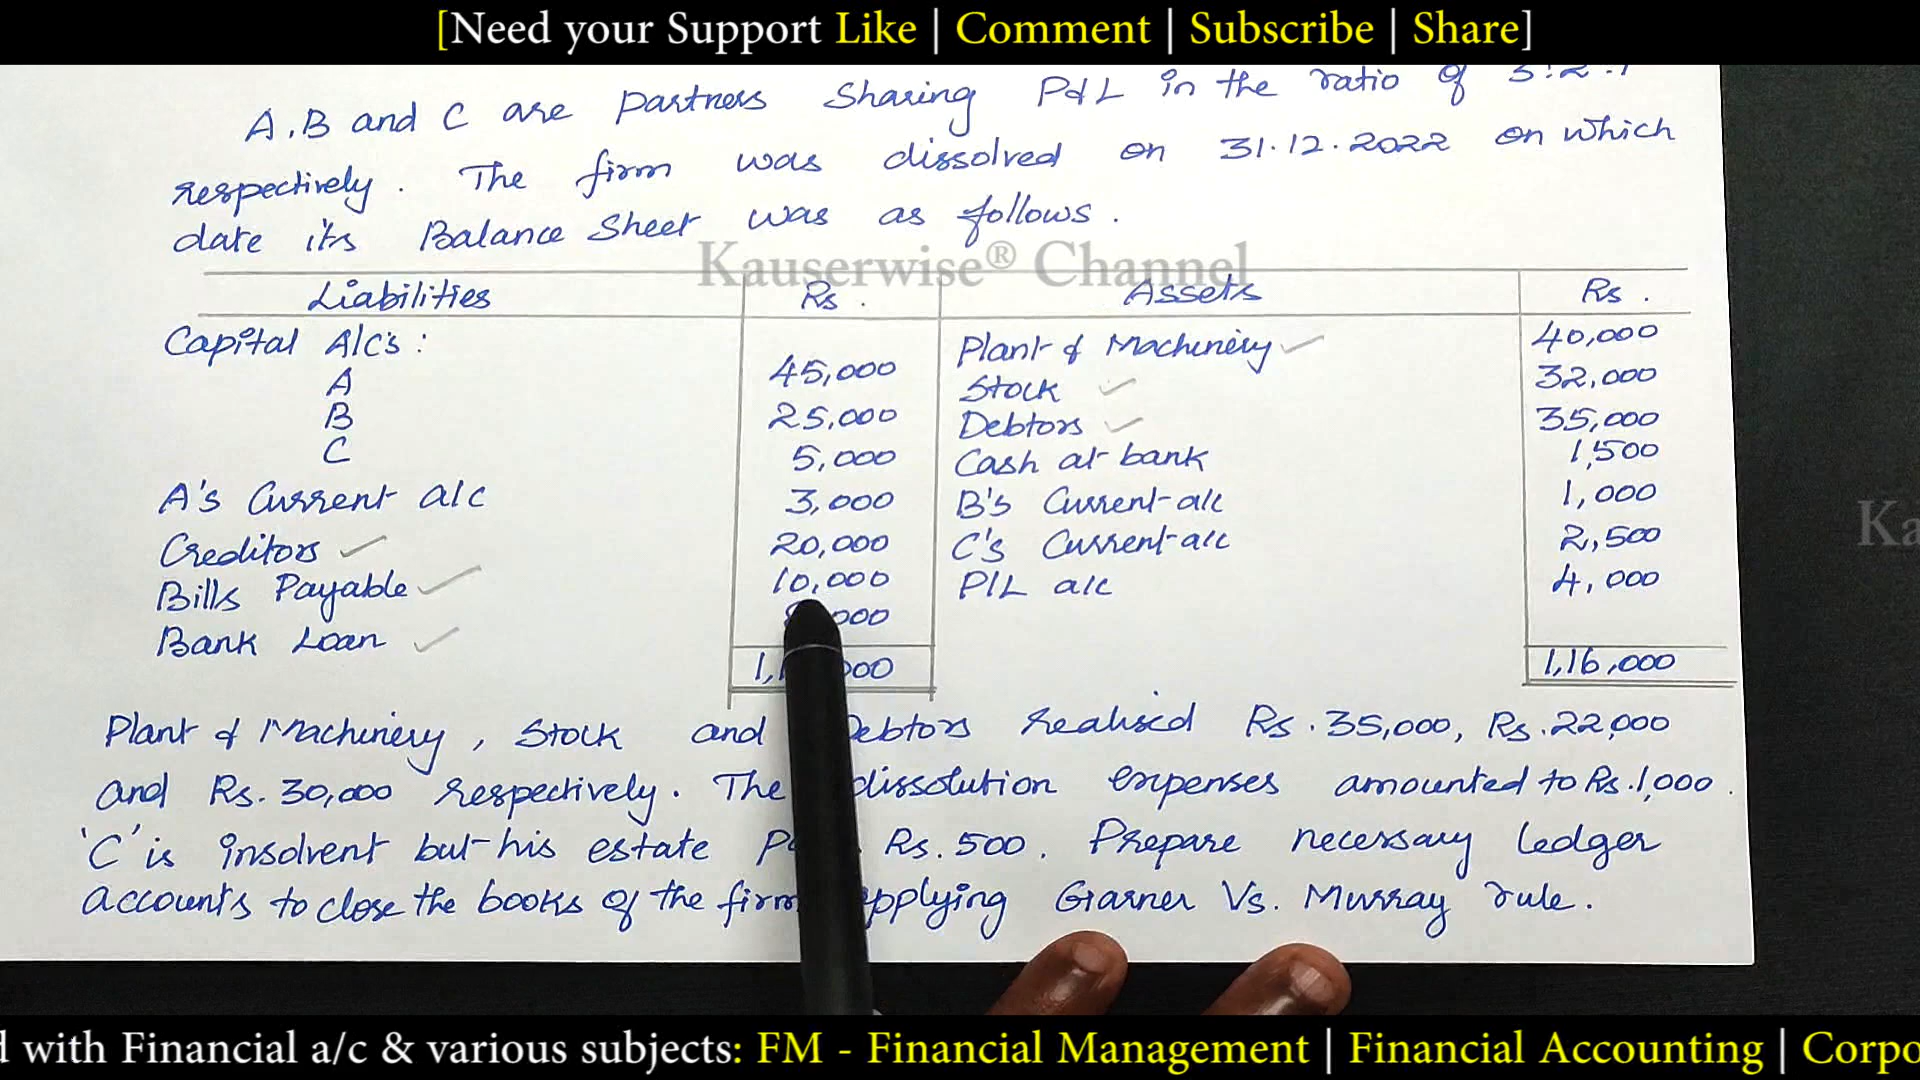 [Need your Support Like | Comment | Subscribe | Share]
A, B and C are partners sharing P&L in the ratio of 3:2:1
respectively. The firm was dissolved on 31.12.2022 on which
date its Balance Sheet was as follows.
Kauserwise® Channel
Liabilities Rs. Assets Rs.
Capital A/c's: Plant & Machinery 40,000
A 45,000 Stock 32,000
B 25,000 Debtors 35,000
C 5,000 Cash at bank 1,500
A's Current a/c 3,000 B's Current a/c 1,000
Creditors 20,000 C's Current a/c 2,500
Bills Payable 10,000 P/L a/c 4,000
Bank Loan
1,16,000
Plant & Machinery, Stock and Debtors realised Rs.35,000, Rs.22,000
and Rs.30,000 respectively. The dissolution expenses amounted to Rs.1,000.
'C' is insolvent but his estate Rs.500. Prepare necessary ledger
accounts to close the books of the firm applying Garner Vs. Murray rule.
Ka
d with Financial a/c & various subjects: FM - Financial Management | Financial Accounting | Corpo